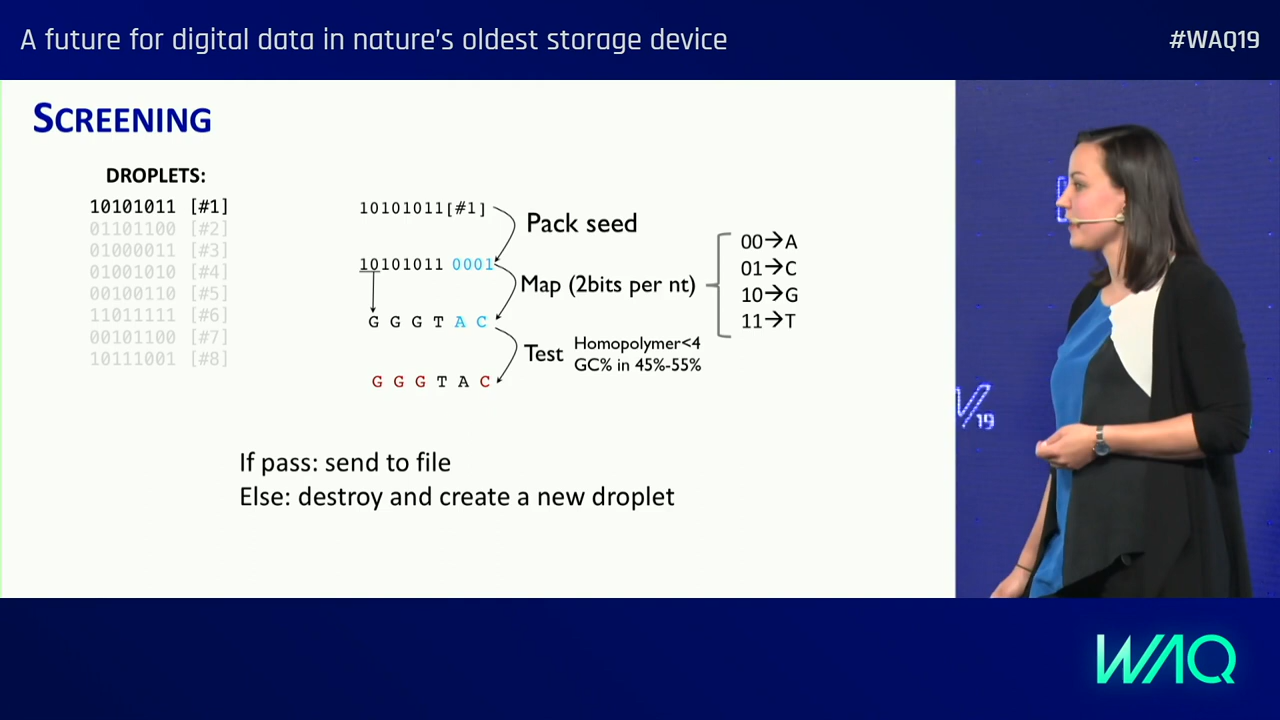 A future for digital data in nature's oldest storage device
#WAQ19
SCREENING
DROPLETS:
10101011 [#1]
01101100 [#2]
01000011 [#3]
01001010 [#4]
00100110 [#5]
11011111 [#6]
00101100 [#7]
10111001 [#8]
10101011[#1]
Pack seed
10101011 0001
Map (2bits per nt)
00→A
01→C
10→G
11→T
G G G T A C
Test
Homopolymer<4
GC% in 45%-55%
G G G T A C
If pass: send to file
Else: destroy and create a new droplet
19
WAQ